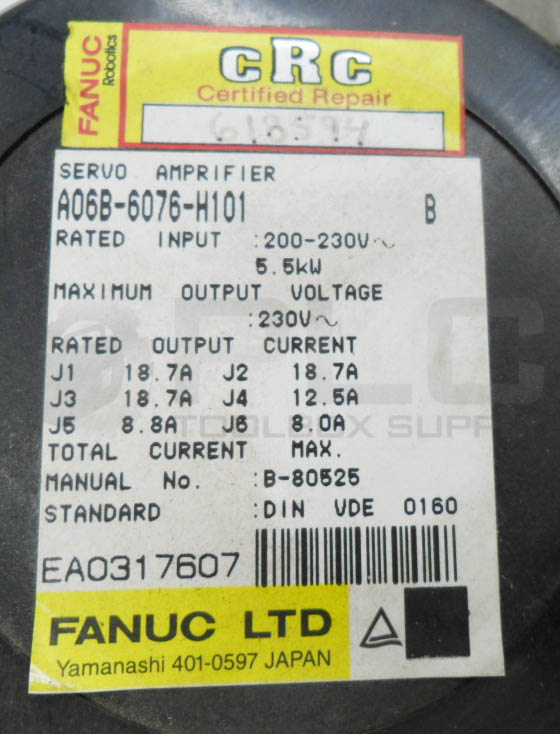 FANUC
Robotics
CRC
Certified Repair
618594
SERVO AMPRIFIER
A06B-6076-H101 B
RATED INPUT :200-230V~
5.5kW
MAXIMUM OUTPUT VOLTAGE
:230V~
RATED OUTPUT CURRENT
J1 18.7A J2 18.7A
J3 18.7A J4 12.5A
J5 8.8A J6 8.0A
TOTAL CURRENT MAX.
MANUAL No. :B-80525
STANDARD :DIN VDE 0160
EA0317607
FANUC LTD
Yamanashi 401-0597 JAPAN
PLC
TOOLBOX SUPP